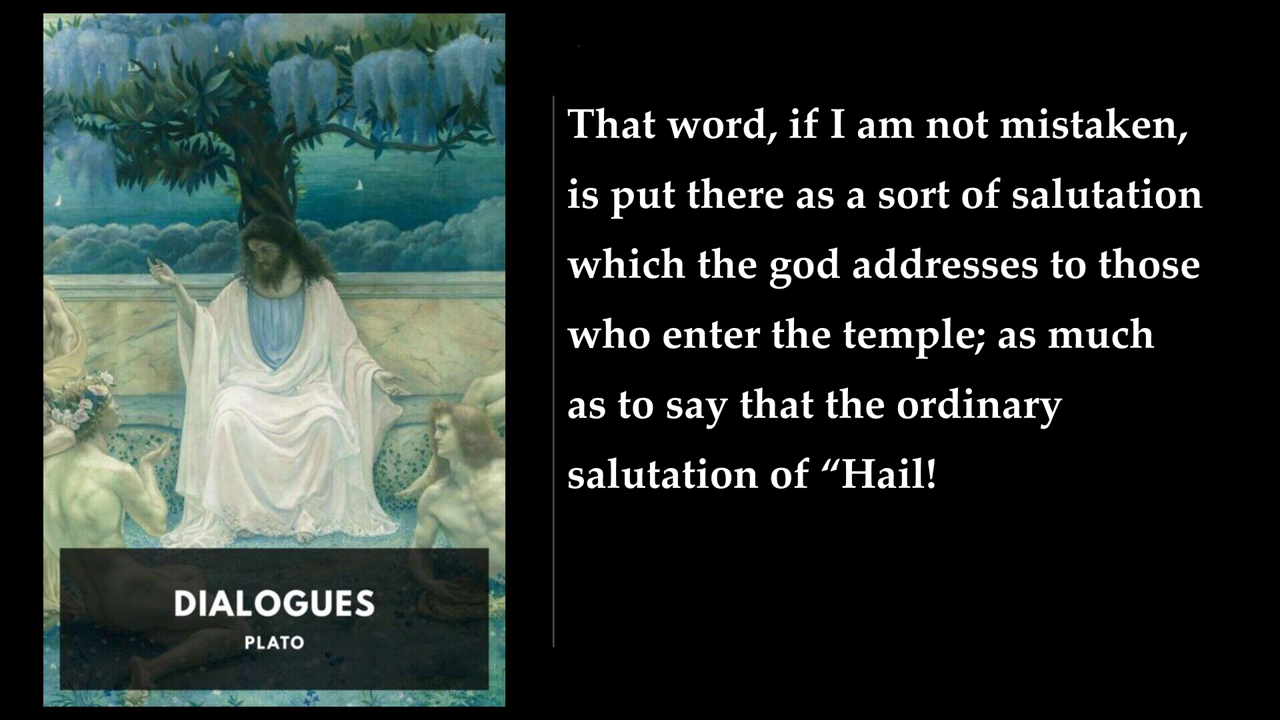 DIALOGUES
PLATO
That word, if I am not mistaken,
is put there as a sort of salutation
which the god addresses to those
who enter the temple; as much
as to say that the ordinary
salutation of “Hail!